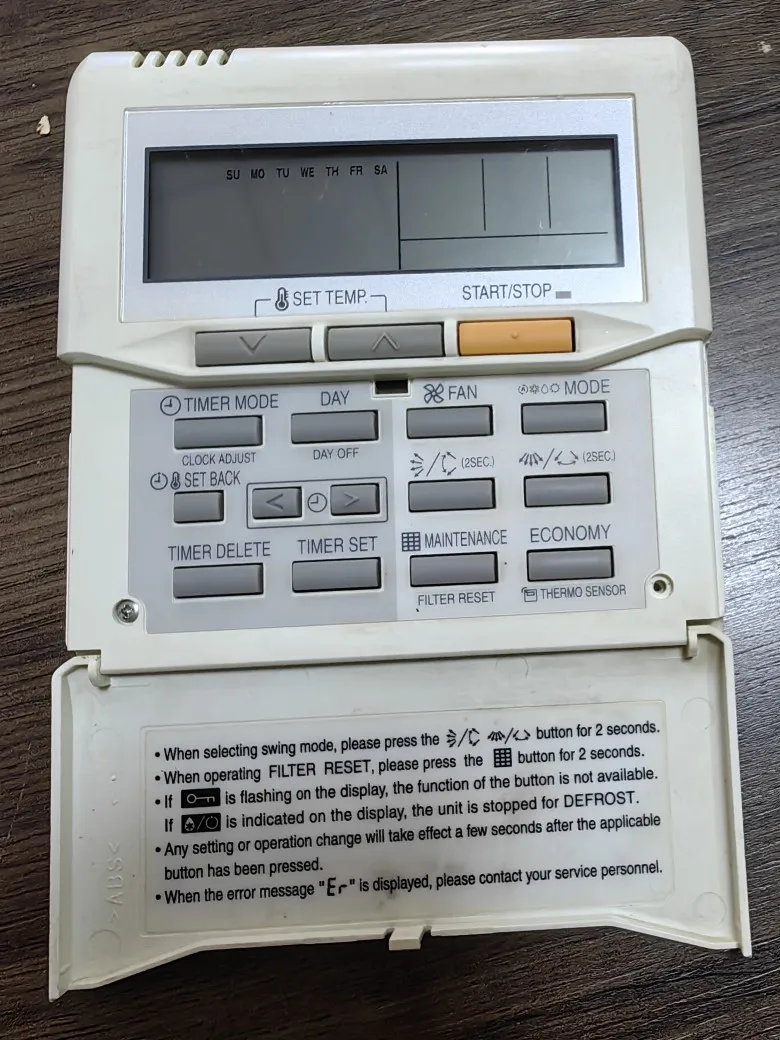 SU MO TU WE TH FR SA
SET TEMP.
START/STOP
TIMER MODE
DAY
FAN
MODE
CLOCK ADJUST
DAY OFF
SET BACK
/ (2SEC.)
/ (2SEC.)
TIMER DELETE
TIMER SET
MAINTENANCE
ECONOMY
FILTER RESET
THERMO SENSOR
• When selecting swing mode, please press the / / button for 2 seconds.
• When operating FILTER RESET, please press the button for 2 seconds.
• If is flashing on the display, the function of the button is not available.
If / is indicated on the display, the unit is stopped for DEFROST.
• Any setting or operation change will take effect a few seconds after the applicable
button has been pressed.
• When the error message "Er" is displayed, please contact your service personnel.
>ABS<